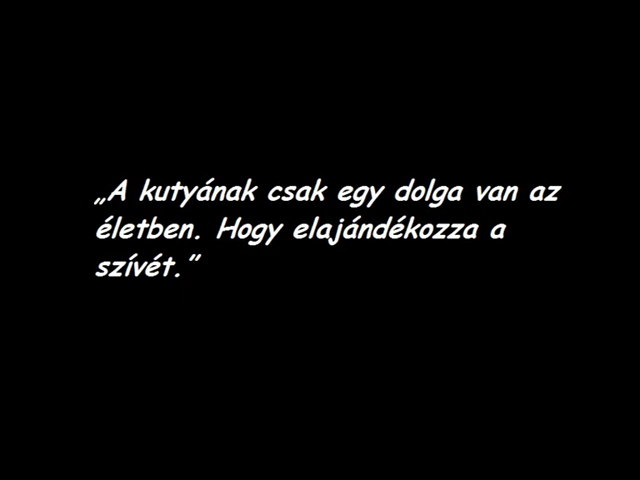 „A kutyának csak egy dolga van az
életben. Hogy elajándékozza a
szívét.”